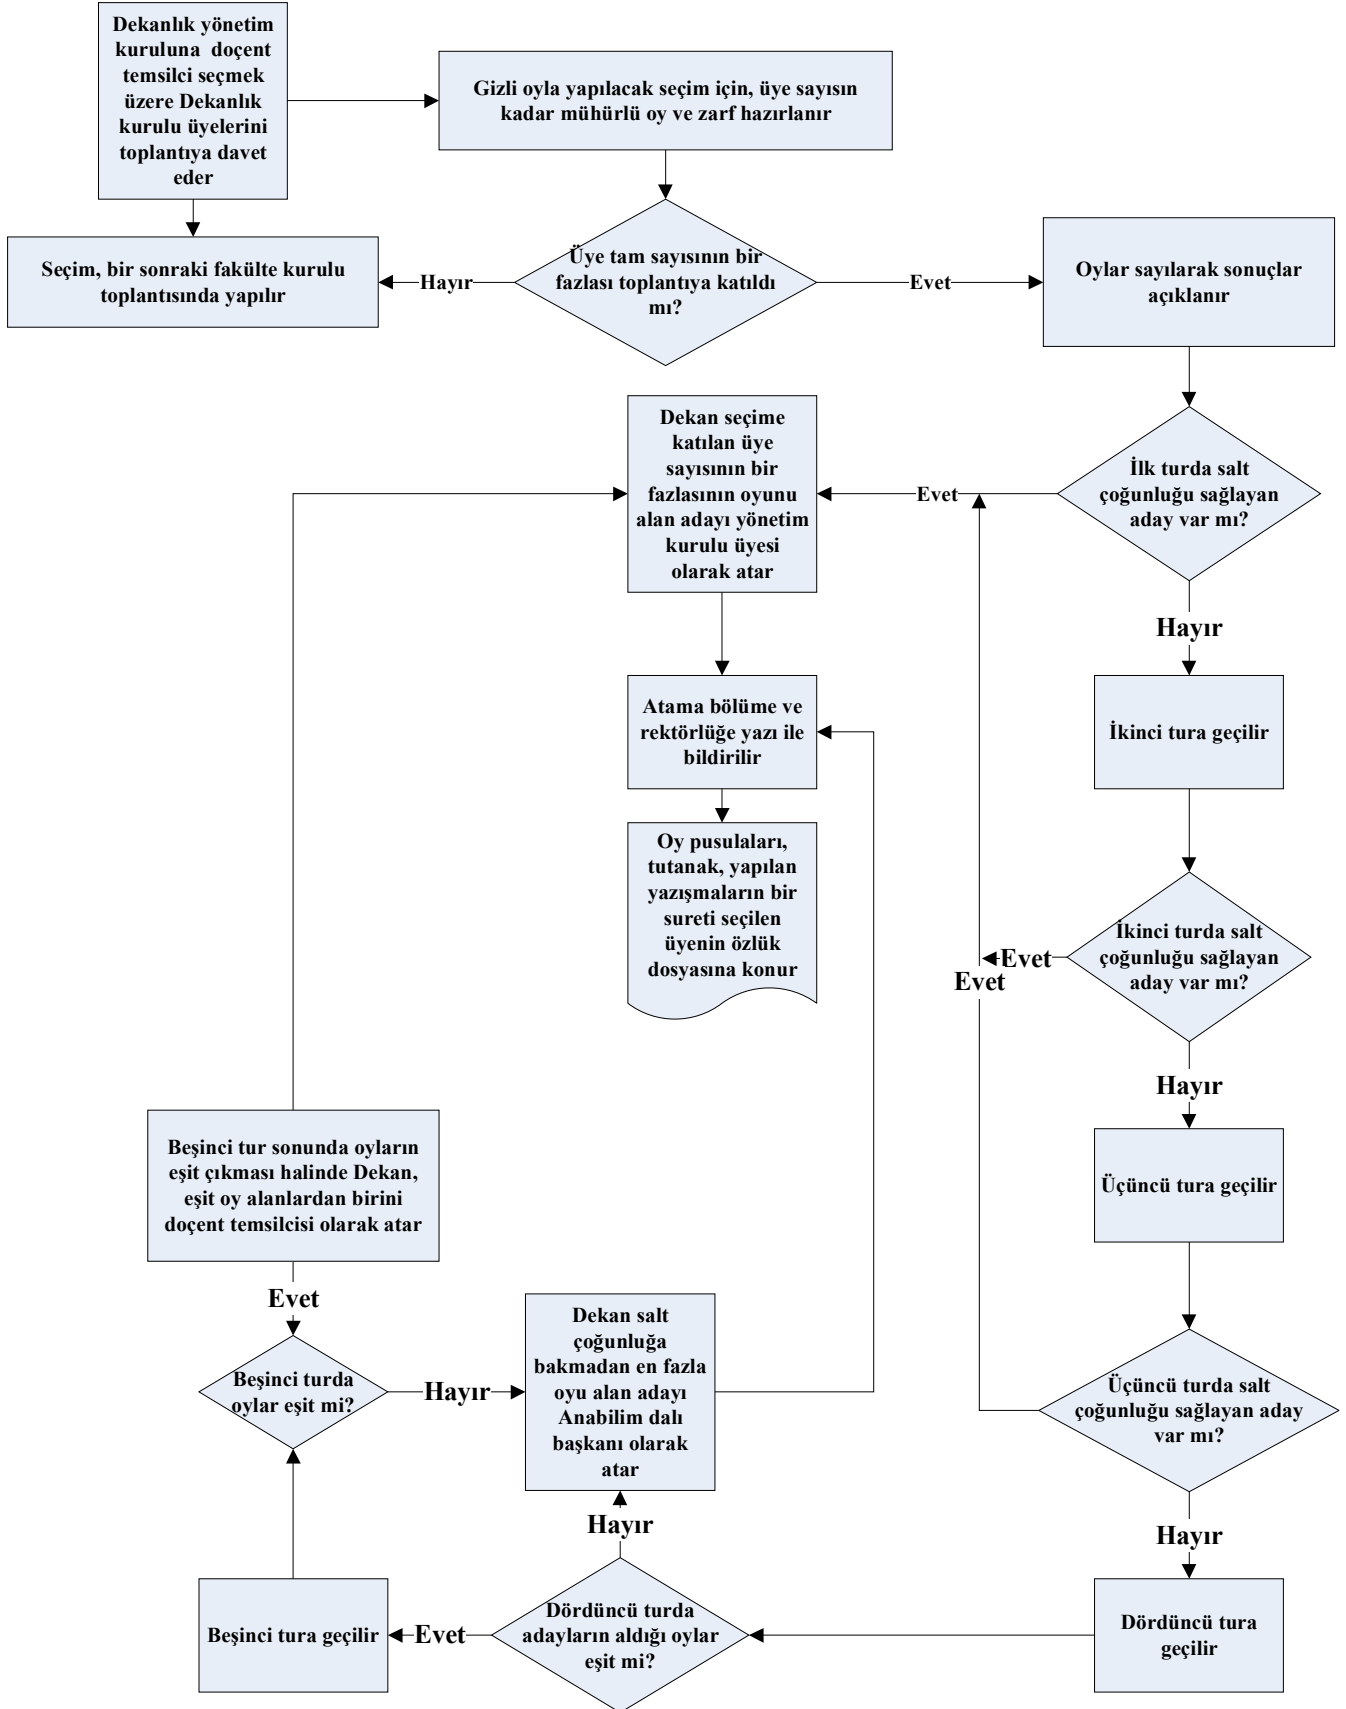 Dekanlık yönetim
kuruluna doçent
temsilci seçmek
üzere Dekanlık
kurulu üyelerini
toplantıya davet
eder
Gizli oyla yapılacak seçim için, üye sayısın
kadar mühürlü oy ve zarf hazırlanır
Seçim, bir sonraki fakülte kurulu
toplantısında yapılır
Hayır
Üye tam sayısının bir
fazlası toplantıya katıldı
mı?
Evet
Oylar sayılarak sonuçlar
açıklanır
Dekan seçime
katılan üye
sayısının bir
fazlasının oyunu
alan adayı yönetim
kurulu üyesi
olarak atar
Evet
İlk turda salt
çoğunluğu sağlayan
aday var mı?
Hayır
Atama bölüme ve
rektörlüğe yazı ile
bildirilir
İkinci tura geçilir
Oy pusulaları,
tutanak, yapılan
yazışmaların bir
sureti seçilen
üyenin özlük
dosyasına konur
Evet
Evet
İkinci turda salt
çoğunluğu sağlayan
aday var mı?
Hayır
Beşinci tur sonunda oyların
eşit çıkması halinde Dekan,
eşit oy alanlardan birini
doçent temsilcisi olarak atar
Üçüncü tura geçilir
Evet
Beşinci turda
oylar eşit mi?
Hayır
Dekan salt
çoğunluğa
bakmadan en fazla
oyu alan adayı
Anabilim dalı
başkanı olarak
atar
Üçüncü turda salt
çoğunluğu sağlayan aday
var mı?
Hayır
Hayır
Beşinci tura geçilir
Evet
Dördüncü turda
adayların aldığı oylar
eşit mi?
Dördüncü tura
geçilir